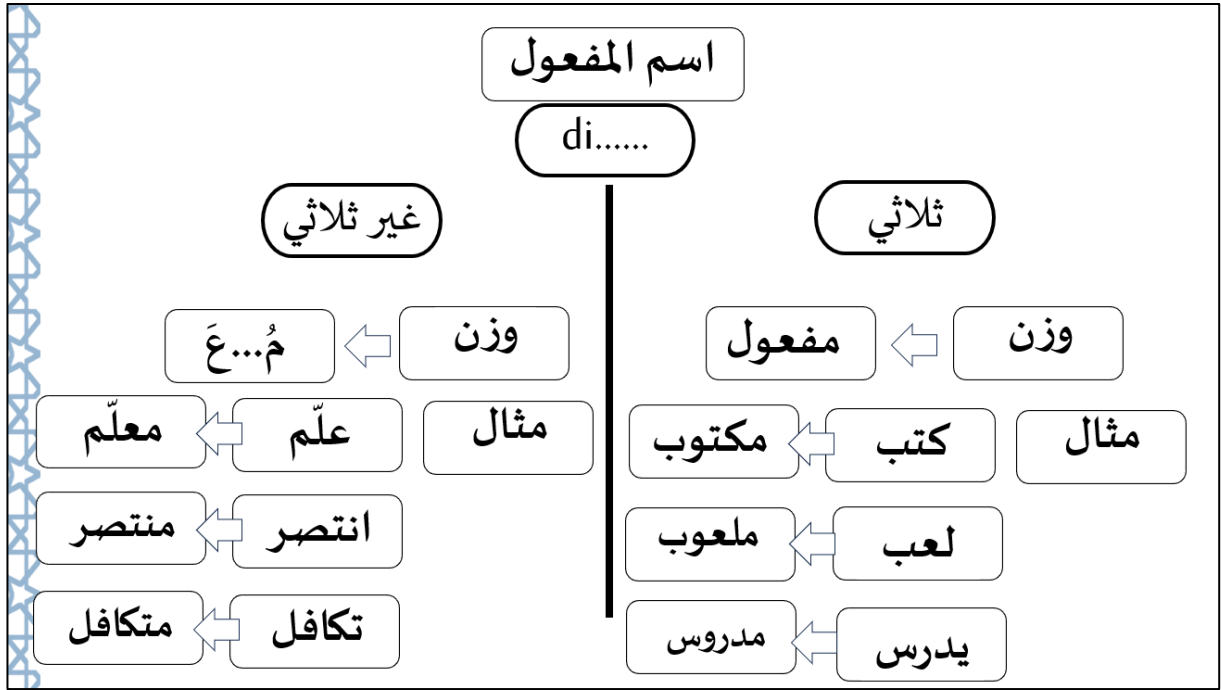 اسم المفعول
di......
ثلاثي
وزن
مفعول
مثال
كتب
مكتوب
لعب
ملعوب
يدرس
مدروس
غير ثلاثي
وزن
مُ...عَ
مثال
علّم
معلّم
انتصر
منتصر
تكافل
متكافل